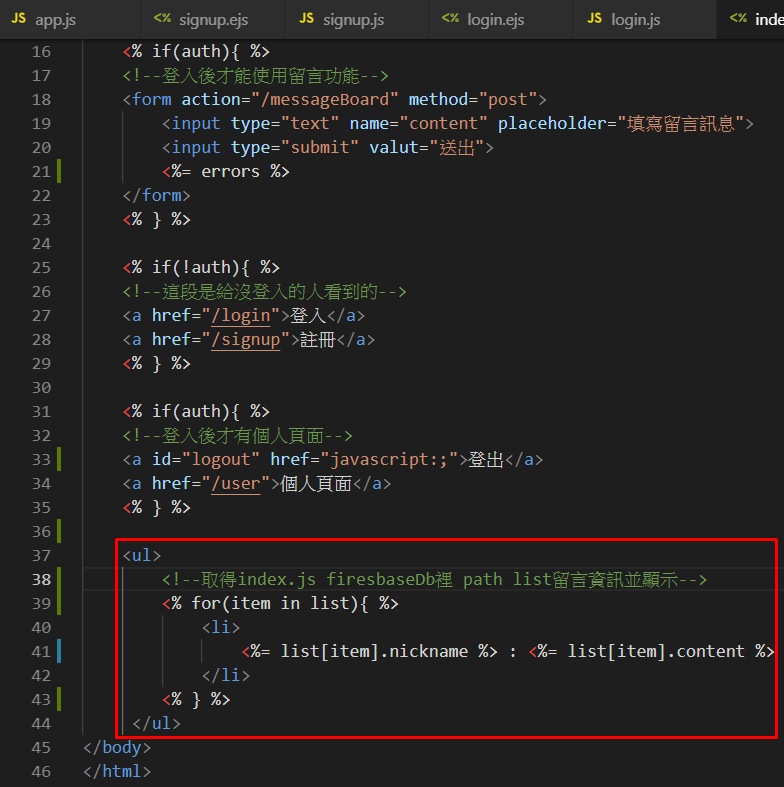 JS app.js <%> signup.ejs JS signup.js <%> login.ejs JS login.js <%> inde
16 <% if(auth){ %>
17 <!--登入後才能使用留言功能-->
18 <form action="/messageBoard" method="post">
19 <input type="text" name="content" placeholder="填寫留言訊息">
20 <input type="submit" valut="送出">
21 <%= errors %>
22 </form>
23 <% } %>
24
25 <% if(!auth){ %>
26 <!--這段是給沒登入的人看到的-->
27 <a href="/login">登入</a>
28 <a href="/signup">註冊</a>
29 <% } %>
30
31 <% if(auth){ %>
32 <!--登入後才有個人頁面-->
33 <a id="logout" href="javascript:;">登出</a>
34 <a href="/user">個人頁面</a>
35 <% } %>
36
37 <ul>
38 <!--取得index.js firesbaseDb裡 path list留言資訊並顯示-->
39 <% for(item in list){ %>
40 <li>
41 <%= list[item].nickname %> : <%= list[item].content %>
42 </li>
43 <% } %>
44 </ul>
45 </body>
46 </html>